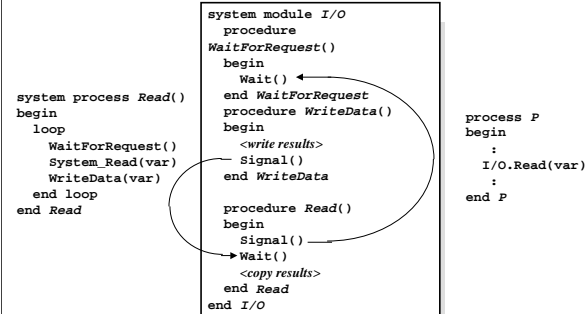 system process Read()
begin
loop
WaitForRequest()
System_Read(var)
WriteData(var)
end loop
end Read
system module I/O
procedure
WaitForRequest()
begin
Wait()
end WaitForRequest
procedure WriteData()
begin
<write results>
Signal()
end WriteData
procedure Read()
begin
Signal()
Wait()
<copy results>
end Read
end I/O
process P
begin
:
I/O.Read(var)
:
end P